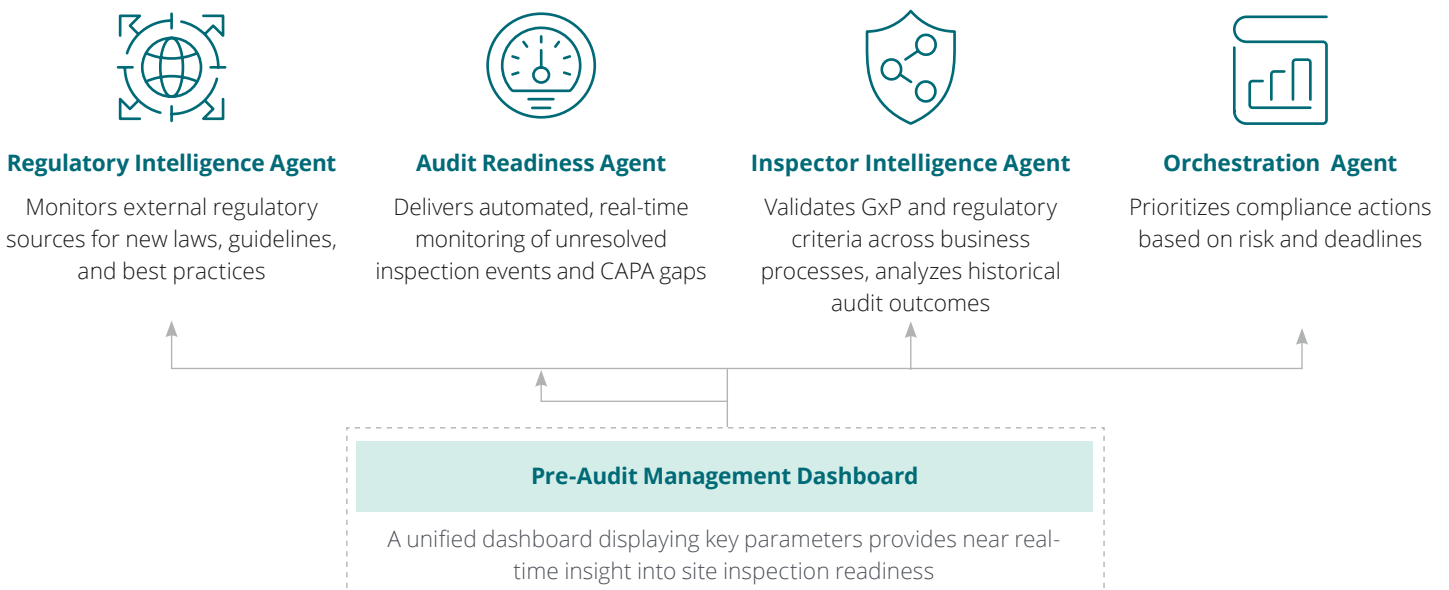 Regulatory Intelligence Agent
Monitors external regulatory
sources for new laws, guidelines,
and best practices
Audit Readiness Agent
Delivers automated, real-time
monitoring of unresolved
inspection events and CAPA gaps
Inspector Intelligence Agent
Validates GxP and regulatory
criteria across business
processes, analyzes historical
audit outcomes
Orchestration Agent
Prioritizes compliance actions
based on risk and deadlines
Pre-Audit Management Dashboard
A unified dashboard displaying key parameters provides near real-
time insight into site inspection readiness